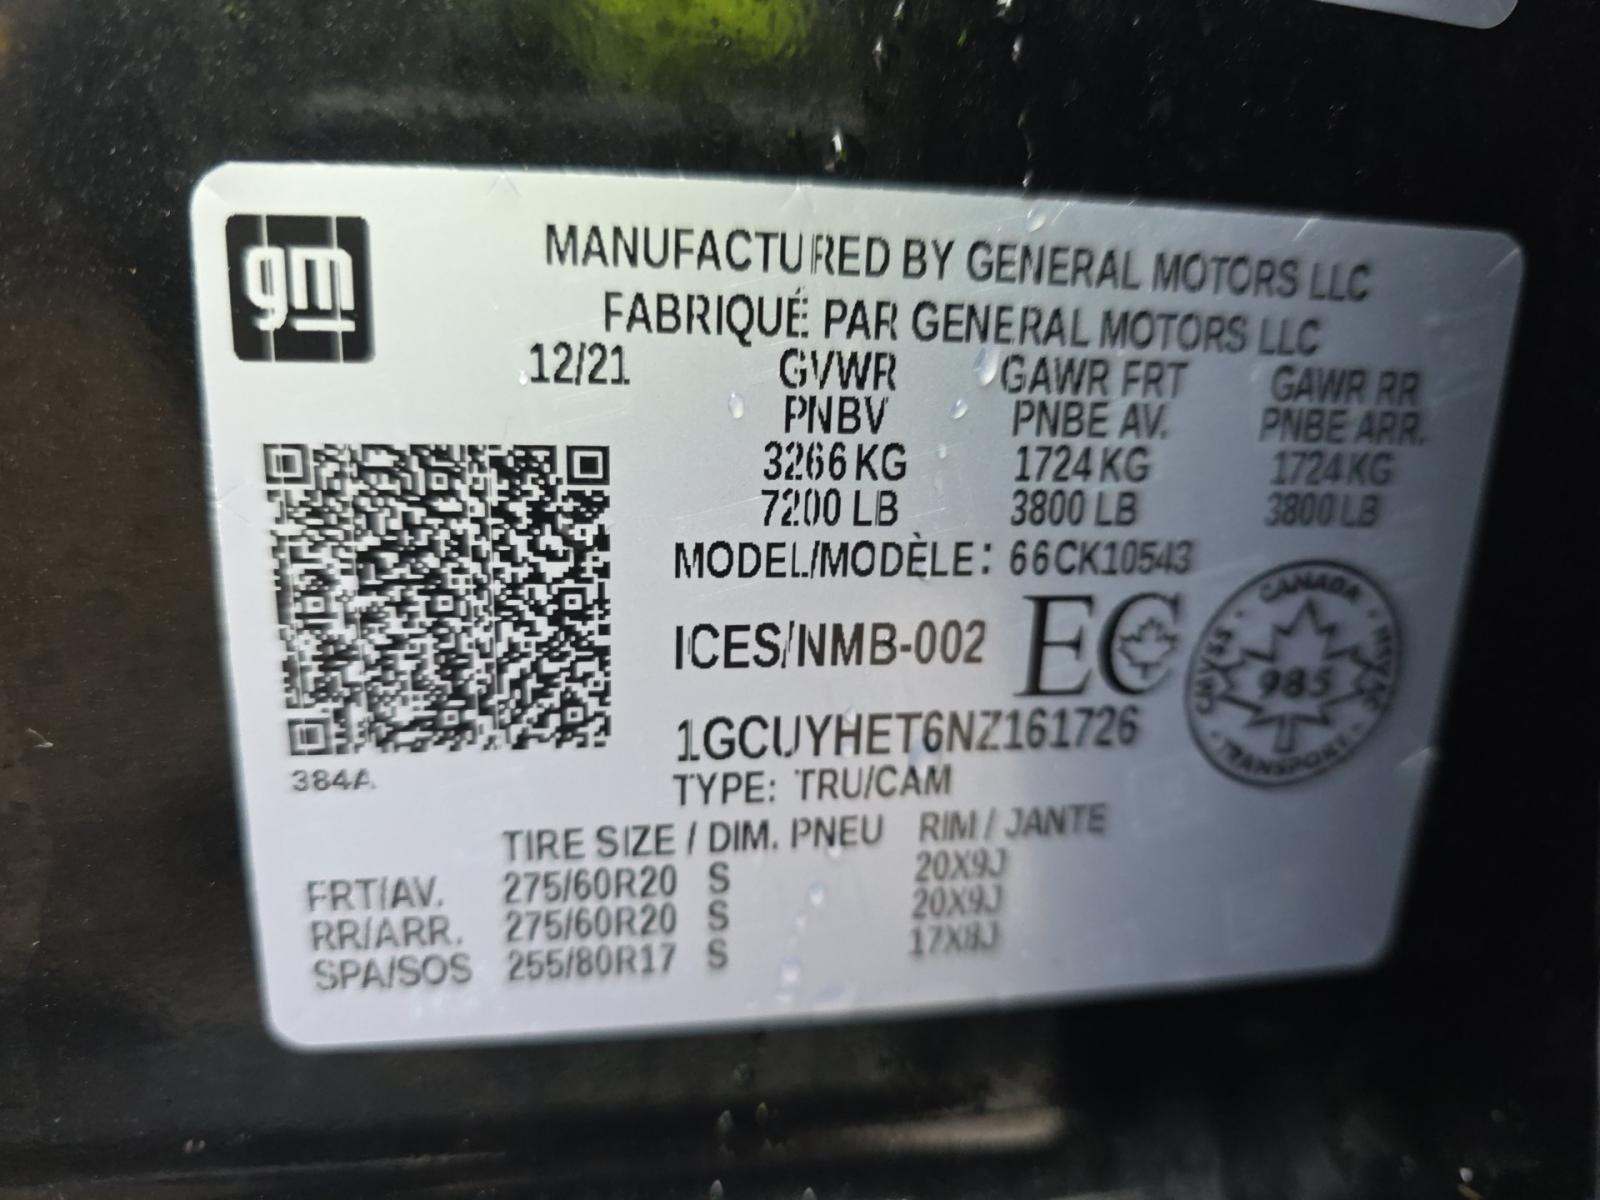 gm
MANUFACTURED BY GENERAL MOTORS LLC
FABRIQUÉ PAR GENERAL MOTORS LLC
12/21 GVWR GAWR FRT GAWR RR
PNBV PNBE AV. PNBE ARR.
3266 KG 1724 KG 1724 KG
7200 LB 3800 LB 3800 LB
MODEL/MODÈLE: 66CK10543
ICES/NMB-002 EC
CANADA
CMVSS 985 NSVAC
TRANSPORT
1GCUYHET6NZ161726
384A
TYPE: TRU/CAM
TIRE SIZE / DIM. PNEU RIM / JANTE
FRT/AV. 275/60R20 S 20X9J
RR/ARR. 275/60R20 S 20X9J
SPA/SOS 255/80R17 S 17X8J